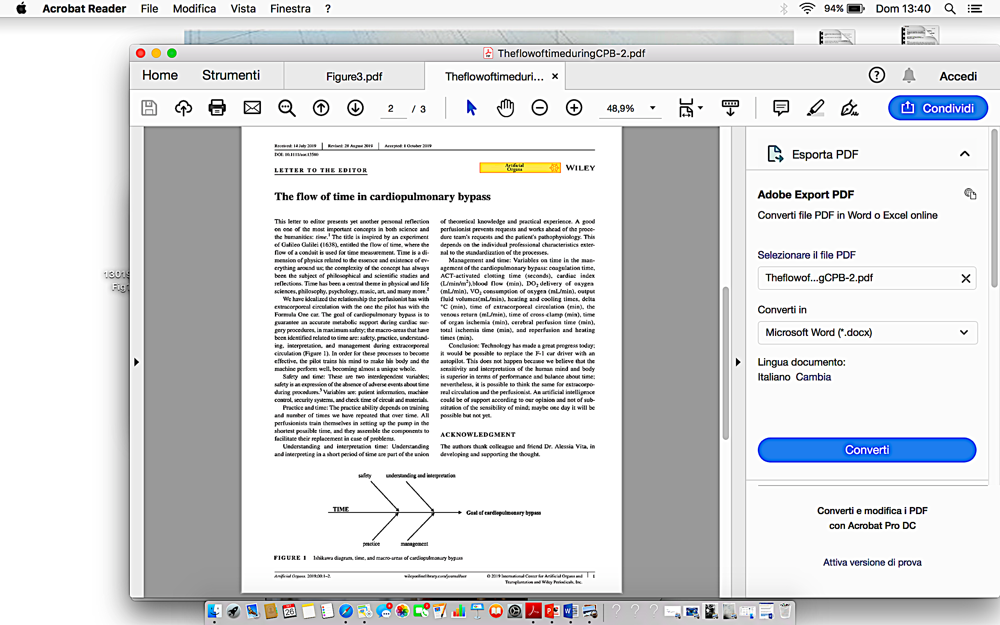 Acrobat Reader File Modifica Vista Finestra ?
94% Dom 13:40
TheflowoftimeduringCPB-2.pdf
Home Strumenti Figure3.pdf Theflowoftimeduri... Accedi
2 / 3 48,9% Condividi
13019
Fig1
Received: 14 July 2019 Revised: 28 August 2019 Accepted: 1 October 2019
DOI: 10.1111/aor.13580
LETTER TO THE EDITOR
Artificial
Organs
WILEY
The flow of time in cardiopulmonary bypass
This letter to editor presents yet another personal reflection
on one of the most important concepts in both science and
the humanities: time.1 The title is inspired by an experiment
of Galileo Galilei (1638), entitled the flow of time, where the
flow of a conduit is used for time measurement. Time is a di-
mension of physics related to the essence and existence of ev-
erything around us; the complexity of the concept has always
been the subject of philosophical and scientific studies and
reflections. Time has been a central theme in physical and life
sciences, philosophy, psychology, music, art, and many more.2
We have idealized the relationship the perfusionist has with
extracorporeal circulation with the one the pilot has with the
Formula One car. The goal of cardiopulmonary bypass is to
guarantee an accurate metabolic support during cardiac sur-
gery procedures, in maximum safety; the macro-areas that have
been identified related to time are: safety, practice, understand-
ing, interpretation, and management during extracorporeal
circulation (Figure 1). In order for these processes to become
effective, the pilot trains his mind to make his body and the
machine perform well, becoming almost a unique whole.
Safety and time: These are two interdependent variables;
safety is an expression of the absence of adverse events about time
during procedures.3 Variables are: patient information, machine
control, security systems, and check time of circuit and materials.
Practice and time: The practice ability depends on training
and number of times we have repeated that over time. All
perfusionists train themselves in setting up the pump in the
shortest possible time, and they assemble the components to
facilitate their replacement in case of problems.
Understanding and interpretation time: Understanding
and interpreting in a short period of time are part of the union
of theoretical knowledge and practical experience. A good
perfusionist prevents requests and works ahead of the proce-
dure team's requests and the patient's pathophysiology. This
depends on the individual professional characteristics exter-
nal to the standardization of the processes.
Management and time: Variables on time in the man-
agement of the cardiopulmonary bypass: coagulation time,
ACT-activated clotting time (seconds), cardiac index
(L/min/m2),blood flow (min), DO2 delivery of oxygen
(mL/min), VO2 consumption of oxygen (mL/min), output
fluid volumes(mL/min), heating and cooling times, delta
°C (min), time of extracorporeal circulation (min), the
venous return (mL/min), time of cross-clamp (min), time
of organ ischemia (min), cerebral perfusion time (min),
total ischemia time (min), and reperfusion and heating
times (min).
Conclusion: Technology has made a great progress today;
it would be possible to replace the F-1 car driver with an
autopilot. This does not happen because we believe that the
sensitivity and interpretation of the human mind and body
is superior in terms of performance and balance about time;
nevertheless, it is possible to think the same for extracorpo-
real circulation and the perfusionist. An artificial intelligence
could be of support according to our opinion and not of sub-
stitution of the sensibility of mind; maybe one day it will be
possible but not yet.
ACKNOWLEDGMENT
The authors thank colleague and friend Dr. Alessia Vita, in
developing and supporting the thought.
safety understanding and interpretation
TIME
Goal of cardiopulmonary bypass
practice management
FIGURE 1 Ishikawa diagram, time, and macro-areas of cardiopulmonary bypass
Artificial Organs. 2019;00:1–2. wileyonlinelibrary.com/journal/aor © 2019 International Center for Artificial Organs and 1
Transplantation and Wiley Periodicals, Inc.
Esporta PDF
Adobe Export PDF
Converti file PDF in Word o Excel online
Selezionare il file PDF
Theflowof...gCPB-2.pdf
Converti in
Microsoft Word (*.docx)
Lingua documento:
Italiano Cambia
Converti
Converti e modifica i PDF
con Acrobat Pro DC
Attiva versione di prova
SET
26
8
2